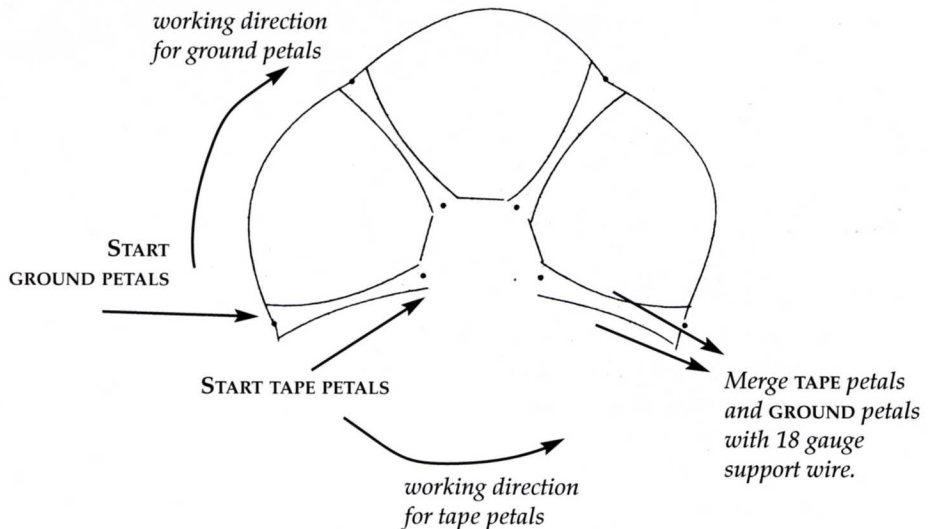 working direction
for ground petals
START
GROUND PETALS
START TAPE PETALS
Merge TAPE petals
and GROUND petals
with 18 gauge
support wire.
working direction
for tape petals